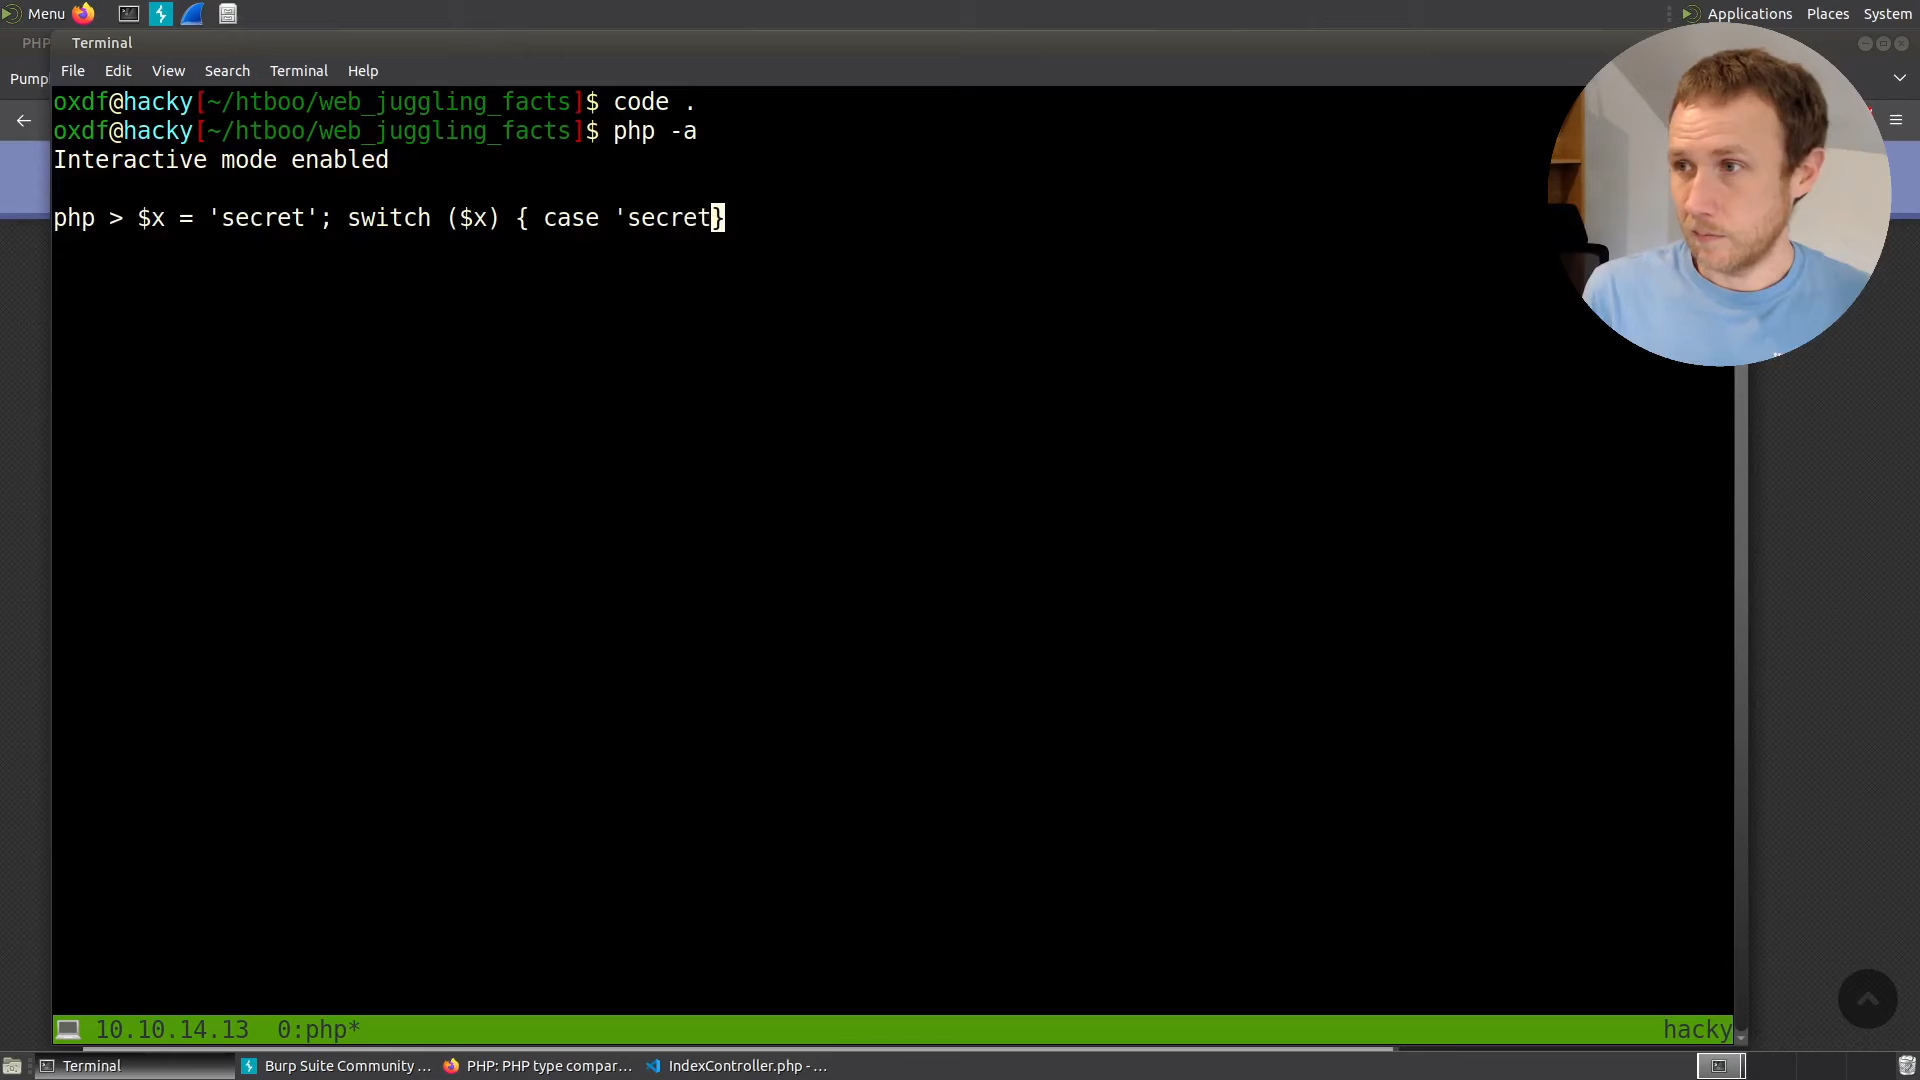 Menu
Applications Places System
PHP
Terminal
Pump
File Edit View Search Terminal Help
oxdf@hacky[~/htboo/web_juggling_facts]$ code .
oxdf@hacky[~/htboo/web_juggling_facts]$ php -a
Interactive mode enabled
php > $x = 'secret'; switch ($x) { case 'secret}
10.10.14.13 0:php*
hacky
Terminal
Burp Suite Community ...
PHP: PHP type compar...
IndexController.php - ...